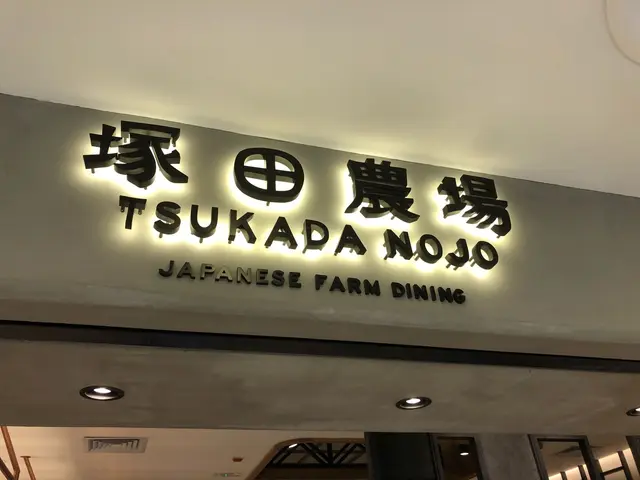 塚田農場
TSUKADA NOJO
JAPANESE FARM DINING